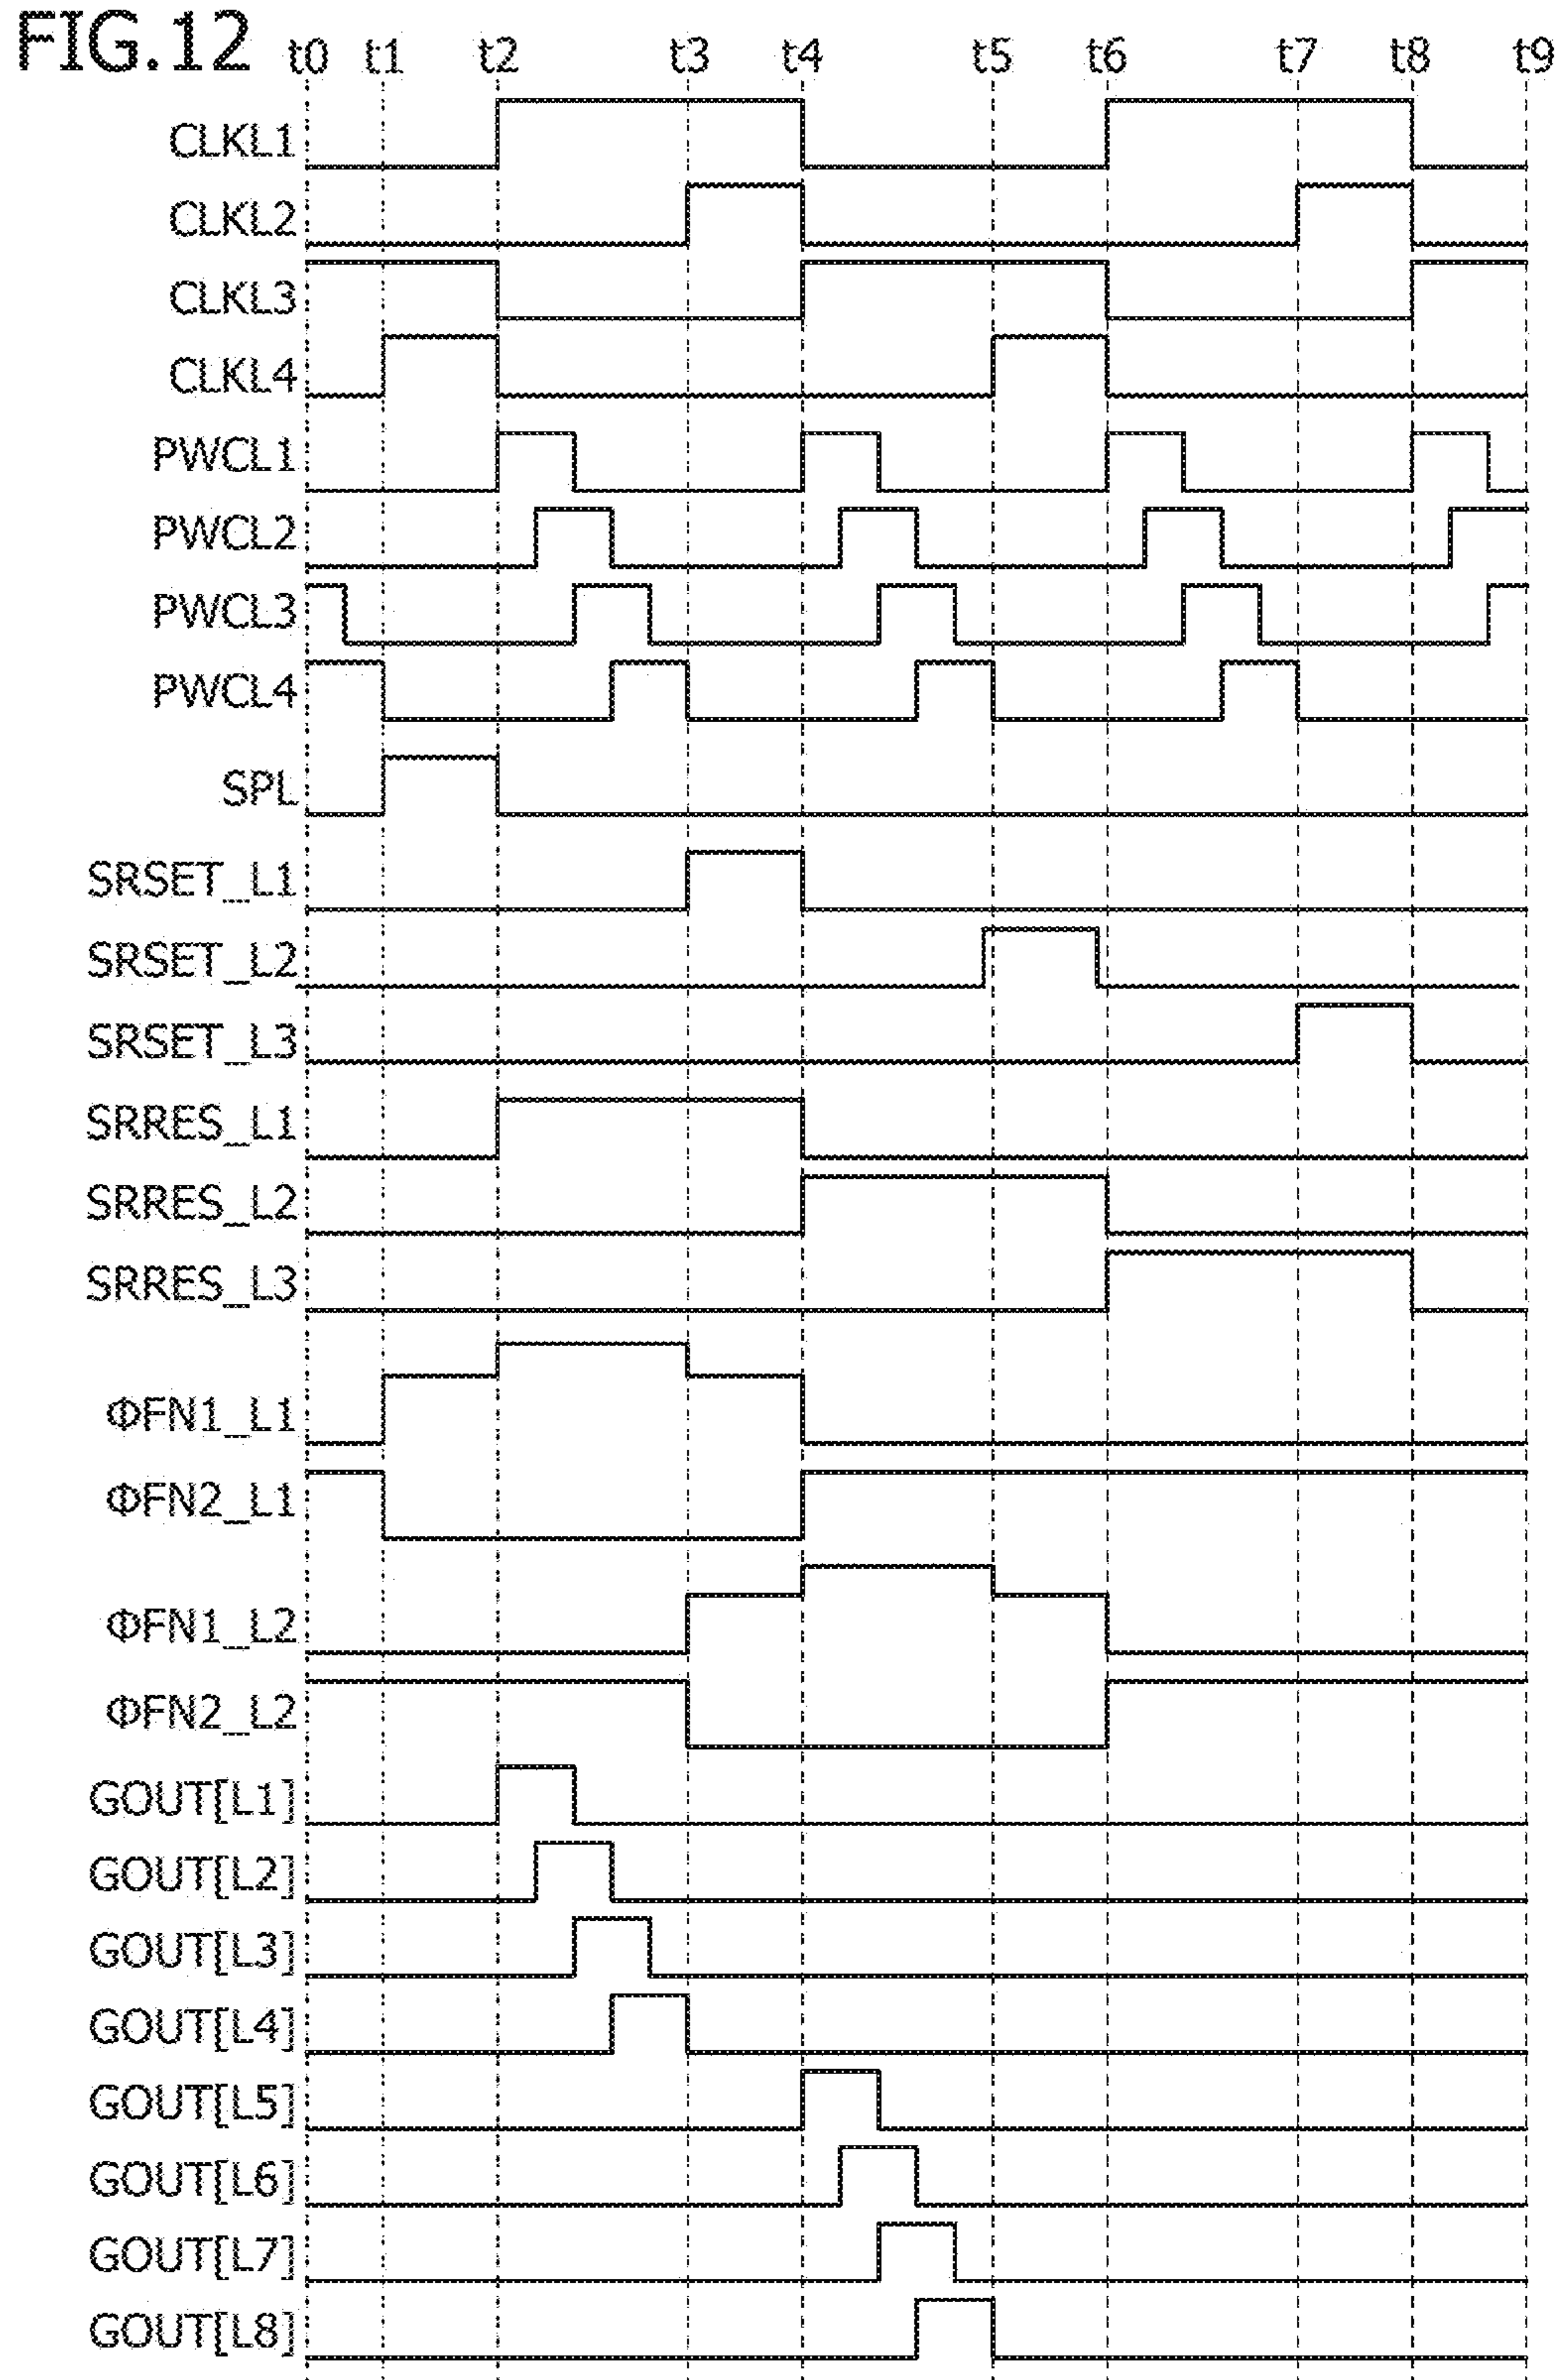 FIG.12 t0 t1 t2 t3 t4 t5 t6 t7 t8 t9
CLKL1
CLKL2
CLKL3
CLKL4
PWCL1
PWCL2
PWCL3
PWCL4
SPL
SRSET_L1
SRSET_L2
SRSET_L3
SRRES_L1
SRRES_L2
SRRES_L3
ΦFN1_L1
ΦFN2_L1
ΦFN1_L2
ΦFN2_L2
GOUT[L1]
GOUT[L2]
GOUT[L3]
GOUT[L4]
GOUT[L5]
GOUT[L6]
GOUT[L7]
GOUT[L8]